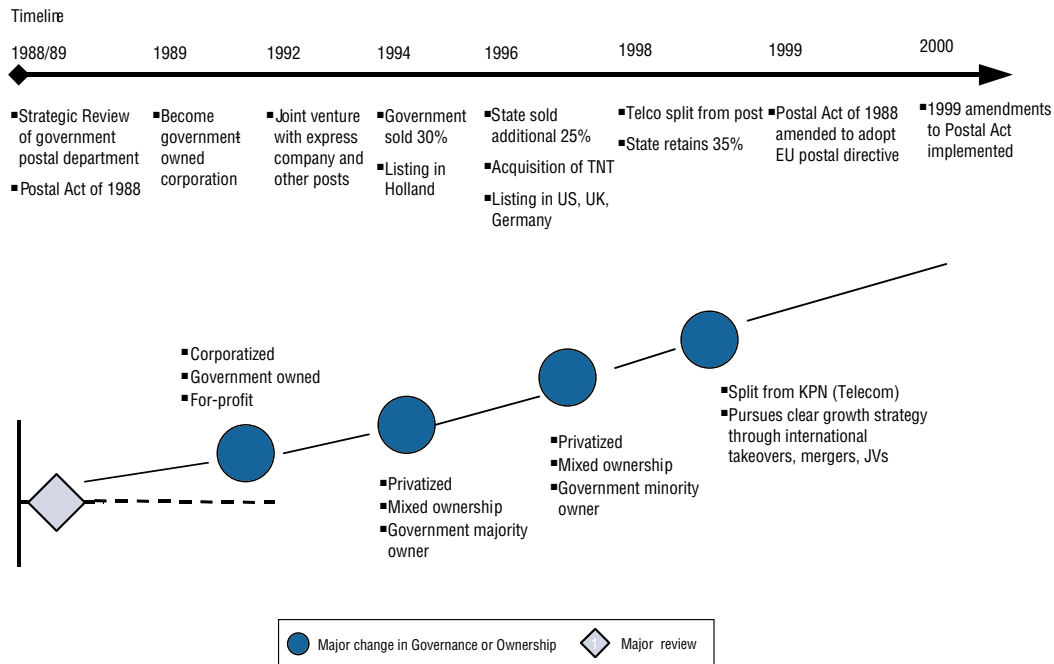 Timeline
1988/89
1989
1992
1994
1996
1998
1999
2000
▪Strategic Review
of government
postal department
▪Postal Act of 1988
▪Become
government-
owned
corporation
▪Joint venture
with express
company and
other posts
▪Government
sold 30%
▪Listing in
Holland
▪State sold
additional 25%
▪Acquisition of TNT
▪Listing in US, UK,
Germany
▪Telco split from post
▪State retains 35%
▪Postal Act of 1988
amended to adopt
EU postal directive
▪1999 amendments
to Postal Act
implemented
▪Corporatized
▪Government owned
▪For-profit
▪Privatized
▪Mixed ownership
▪Government majority
owner
▪Privatized
▪Mixed ownership
▪Government minority
owner
▪Split from KPN (Telecom)
▪Pursues clear growth strategy
through international
takeovers, mergers, JVs
Major change in Governance or Ownership
1
Major review